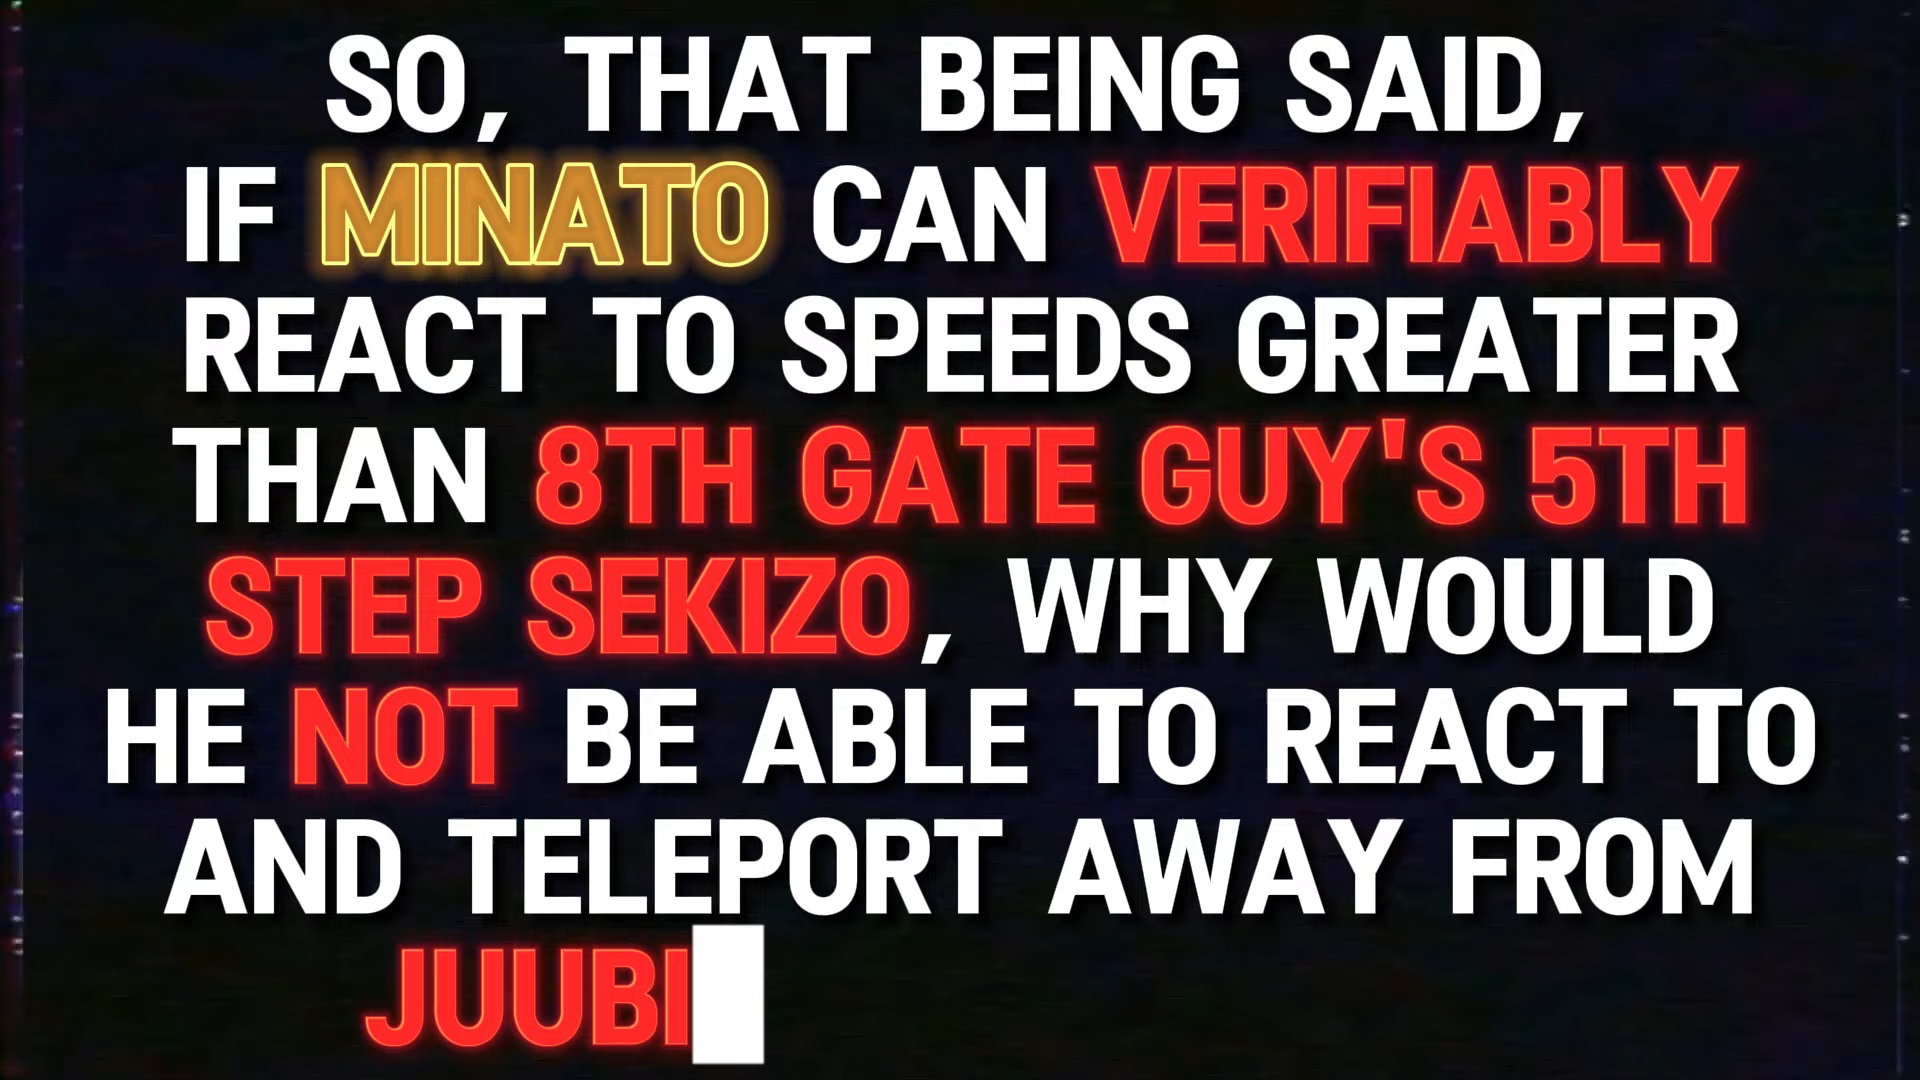 SO, THAT BEING SAID,
IF MINATO CAN VERIFIABLY
REACT TO SPEEDS GREATER
THAN 8TH GATE GUY'S 5TH
STEP SEKIZO, WHY WOULD
HE NOT BE ABLE TO REACT TO
AND TELEPORT AWAY FROM
JUUBI